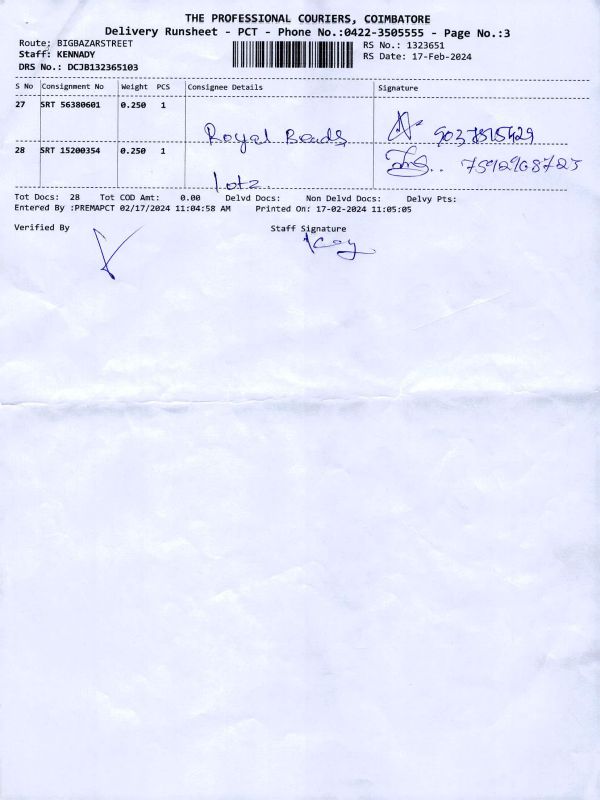 THE PROFESSIONAL COURIERS, COIMBATORE
Delivery Runsheet - PCT - Phone No.:0422-3505555 - Page No.:3
Route: BIGBAZARSTREET RS No.: 1323651
Staff: KENNADY RS Date: 17-Feb-2024
DRS No.: DCJB132365103
S No Consignment No Weight PCS Consignee Details Signature
27 SRT 56380601 0.250 1
Royal Beads
28 SRT 15200354 0.250 1
Tot Docs: 28 Tot COD Amt: 0.00 Delvd Docs: Non Delvd Docs: Delvy Pts:
Entered By :PREMAPCT 02/17/2024 11:04:58 AM Printed On: 17-02-2024 11:05:05
Verified By Staff Signature